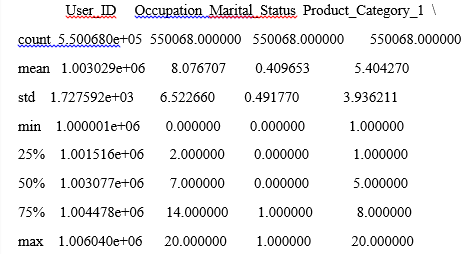 User_ID Occupation Marital_Status Product_Category_1 \
count 5.500680e+05 550068.000000 550068.000000 550068.000000
mean 1.003029e+06 8.076707 0.409653 5.404270
std 1.727592e+03 6.522660 0.491770 3.936211
min 1.000001e+06 0.000000 0.000000 1.000000
25% 1.001516e+06 2.000000 0.000000 1.000000
50% 1.003077e+06 7.000000 0.000000 5.000000
75% 1.004478e+06 14.000000 1.000000 8.000000
max 1.006040e+06 20.000000 1.000000 20.000000